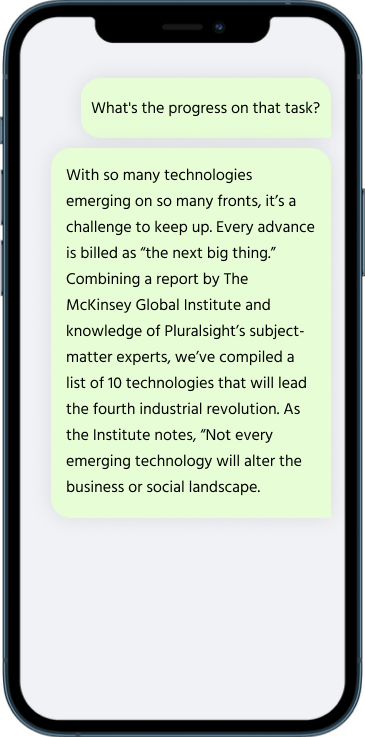 What's the progress on that task?
With so many technologies
emerging on so many fronts, it’s a
challenge to keep up. Every advance
is billed as “the next big thing.”
Combining a report by The
McKinsey Global Institute and
knowledge of Pluralsight’s subject-
matter experts, we’ve compiled a
list of 10 technologies that will lead
the fourth industrial revolution. As
the Institute notes, “Not every
emerging technology will alter the
business or social landscape.